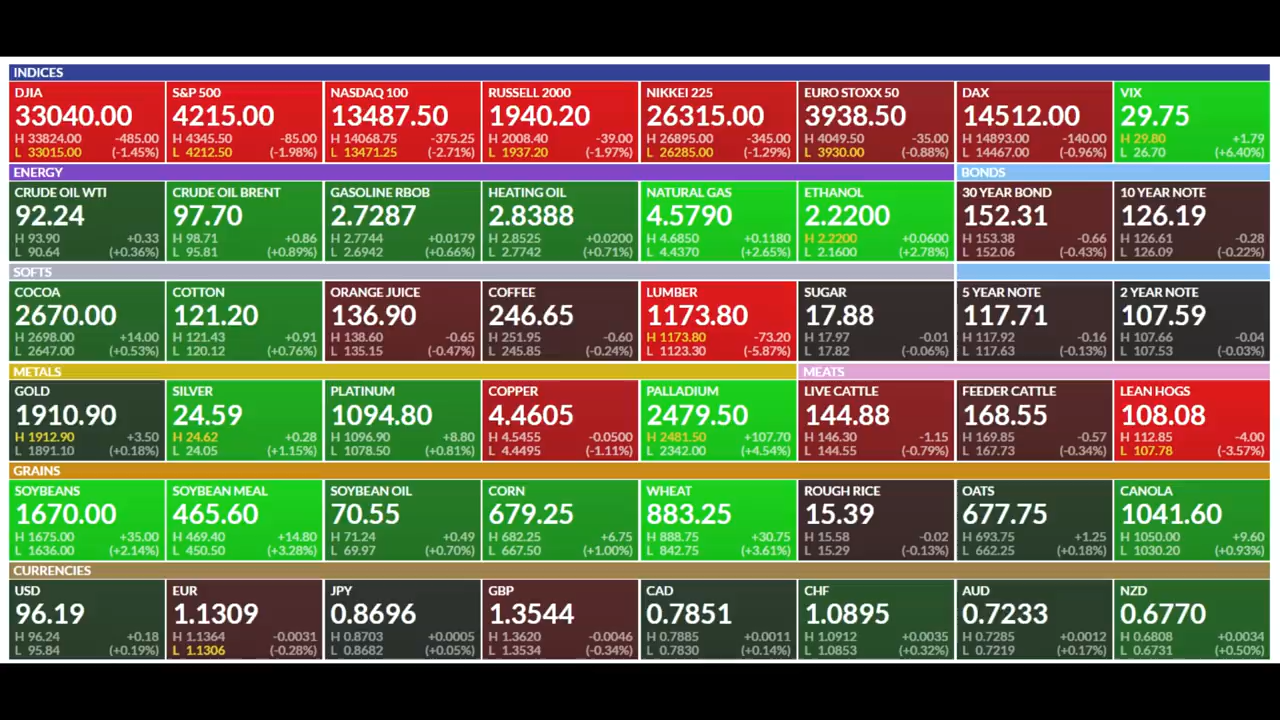 INDICES
DJIA S&P 500 NASDAQ 100 RUSSELL 2000 NIKKEI 225 EURO STOXX 50 DAX VIX
33040.00 4215.00 13487.50 1940.20 26315.00 3938.50 14512.00 29.75
H 33824.00 -485.00 H 4345.50 -85.00 H 14068.75 -375.25 H 2008.40 -39.00 H 26895.00 -345.00 H 4049.50 -35.00 H 14893.00 -140.00 H 29.80 +1.79
L 33015.00 (-1.45%) L 4212.50 (-1.98%) L 13471.25 (-2.71%) L 1937.20 (-1.97%) L 26285.00 (-1.29%) L 3930.00 (-0.88%) L 14467.00 (-0.96%) L 26.70 (+6.40%)
ENERGY BONDS
CRUDE OIL WTI CRUDE OIL BRENT GASOLINE RBOB HEATING OIL NATURAL GAS ETHANOL 30 YEAR BOND 10 YEAR NOTE
92.24 97.70 2.7287 2.8388 4.5790 2.2200 152.31 126.19
H 93.90 +0.33 H 98.71 +0.86 H 2.7744 +0.0179 H 2.8525 +0.0200 H 4.6850 +0.1180 H 2.2200 +0.0600 H 153.38 -0.66 H 126.61 -0.28
L 90.64 (+0.36%) L 95.81 (+0.89%) L 2.6942 (+0.66%) L 2.7742 (+0.71%) L 4.4370 (+2.65%) L 2.1600 (+2.78%) L 152.06 (-0.43%) L 126.09 (-0.22%)
SOFTS
COCOA COTTON ORANGE JUICE COFFEE LUMBER SUGAR 5 YEAR NOTE 2 YEAR NOTE
2670.00 121.20 136.90 246.65 1173.80 17.88 117.71 107.59
H 2698.00 +14.00 H 121.43 +0.91 H 138.60 -0.65 H 251.95 -0.60 H 1173.80 -73.20 H 17.97 -0.01 H 117.92 -0.16 H 107.66 -0.04
L 2647.00 (+0.53%) L 120.12 (+0.76%) L 135.15 (-0.47%) L 245.85 (-0.24%) L 1123.30 (-5.87%) L 17.82 (-0.06%) L 117.63 (-0.13%) L 107.53 (-0.03%)
METALS MEATS
GOLD SILVER PLATINUM COPPER PALLADIUM LIVE CATTLE FEEDER CATTLE LEAN HOGS
1910.90 24.59 1094.80 4.4605 2479.50 144.88 168.55 108.08
H 1912.90 +3.50 H 24.62 +0.28 H 1096.90 +8.80 H 4.5455 -0.0500 H 2481.50 +107.70 H 146.30 -1.15 H 169.85 -0.57 H 112.85 -4.00
L 1891.10 (+0.18%) L 24.05 (+1.15%) L 1078.50 (+0.81%) L 4.4495 (-1.11%) L 2342.00 (+4.54%) L 144.55 (-0.79%) L 167.73 (-0.34%) L 107.78 (-3.57%)
GRAINS
SOYBEANS SOYBEAN MEAL SOYBEAN OIL CORN WHEAT ROUGH RICE OATS CANOLA
1670.00 465.60 70.55 679.25 883.25 15.39 677.75 1041.60
H 1675.00 +35.00 H 469.40 +14.80 H 71.24 +0.49 H 682.25 +6.75 H 888.75 +30.75 H 15.58 -0.02 H 693.75 +1.25 H 1050.00 +9.60
L 1636.00 (+2.14%) L 450.50 (+3.28%) L 69.97 (+0.70%) L 667.50 (+1.00%) L 842.75 (+3.61%) L 15.29 (-0.13%) L 662.25 (+0.18%) L 1030.20 (+0.93%)
CURRENCIES
USD EUR JPY GBP CAD CHF AUD NZD
96.19 1.1309 0.8696 1.3544 0.7851 1.0895 0.7233 0.6770
H 96.24 +0.18 H 1.1364 -0.0031 H 0.8703 +0.0005 H 1.3620 -0.0046 H 0.7885 +0.0011 H 1.0912 +0.0035 H 0.7285 +0.0012 H 0.6808 +0.0034
L 95.84 (+0.19%) L 1.1306 (-0.28%) L 0.8682 (+0.05%) L 1.3534 (-0.34%) L 0.7830 (+0.14%) L 1.0853 (+0.32%) L 0.7219 (+0.17%) L 0.6731 (+0.50%)